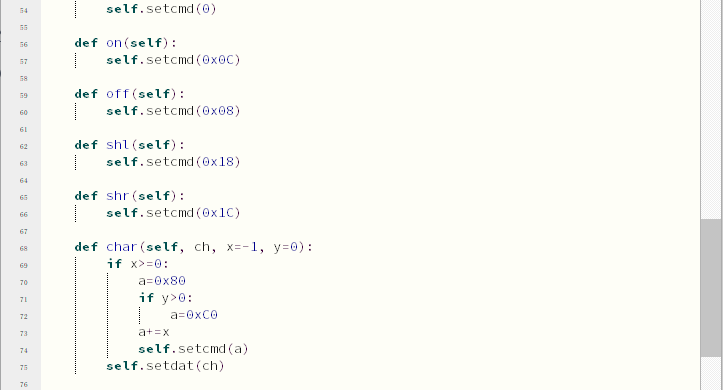 54 self.setcmd(0)
55
56 def on(self):
57 self.setcmd(0x0C)
58
59 def off(self):
60 self.setcmd(0x08)
61
62 def shl(self):
63 self.setcmd(0x18)
64
65 def shr(self):
66 self.setcmd(0x1C)
67
68 def char(self, ch, x=-1, y=0):
69 if x>=0:
70 a=0x80
71 if y>0:
72 a=0xC0
73 a+=x
74 self.setcmd(a)
75 self.setdat(ch)
76